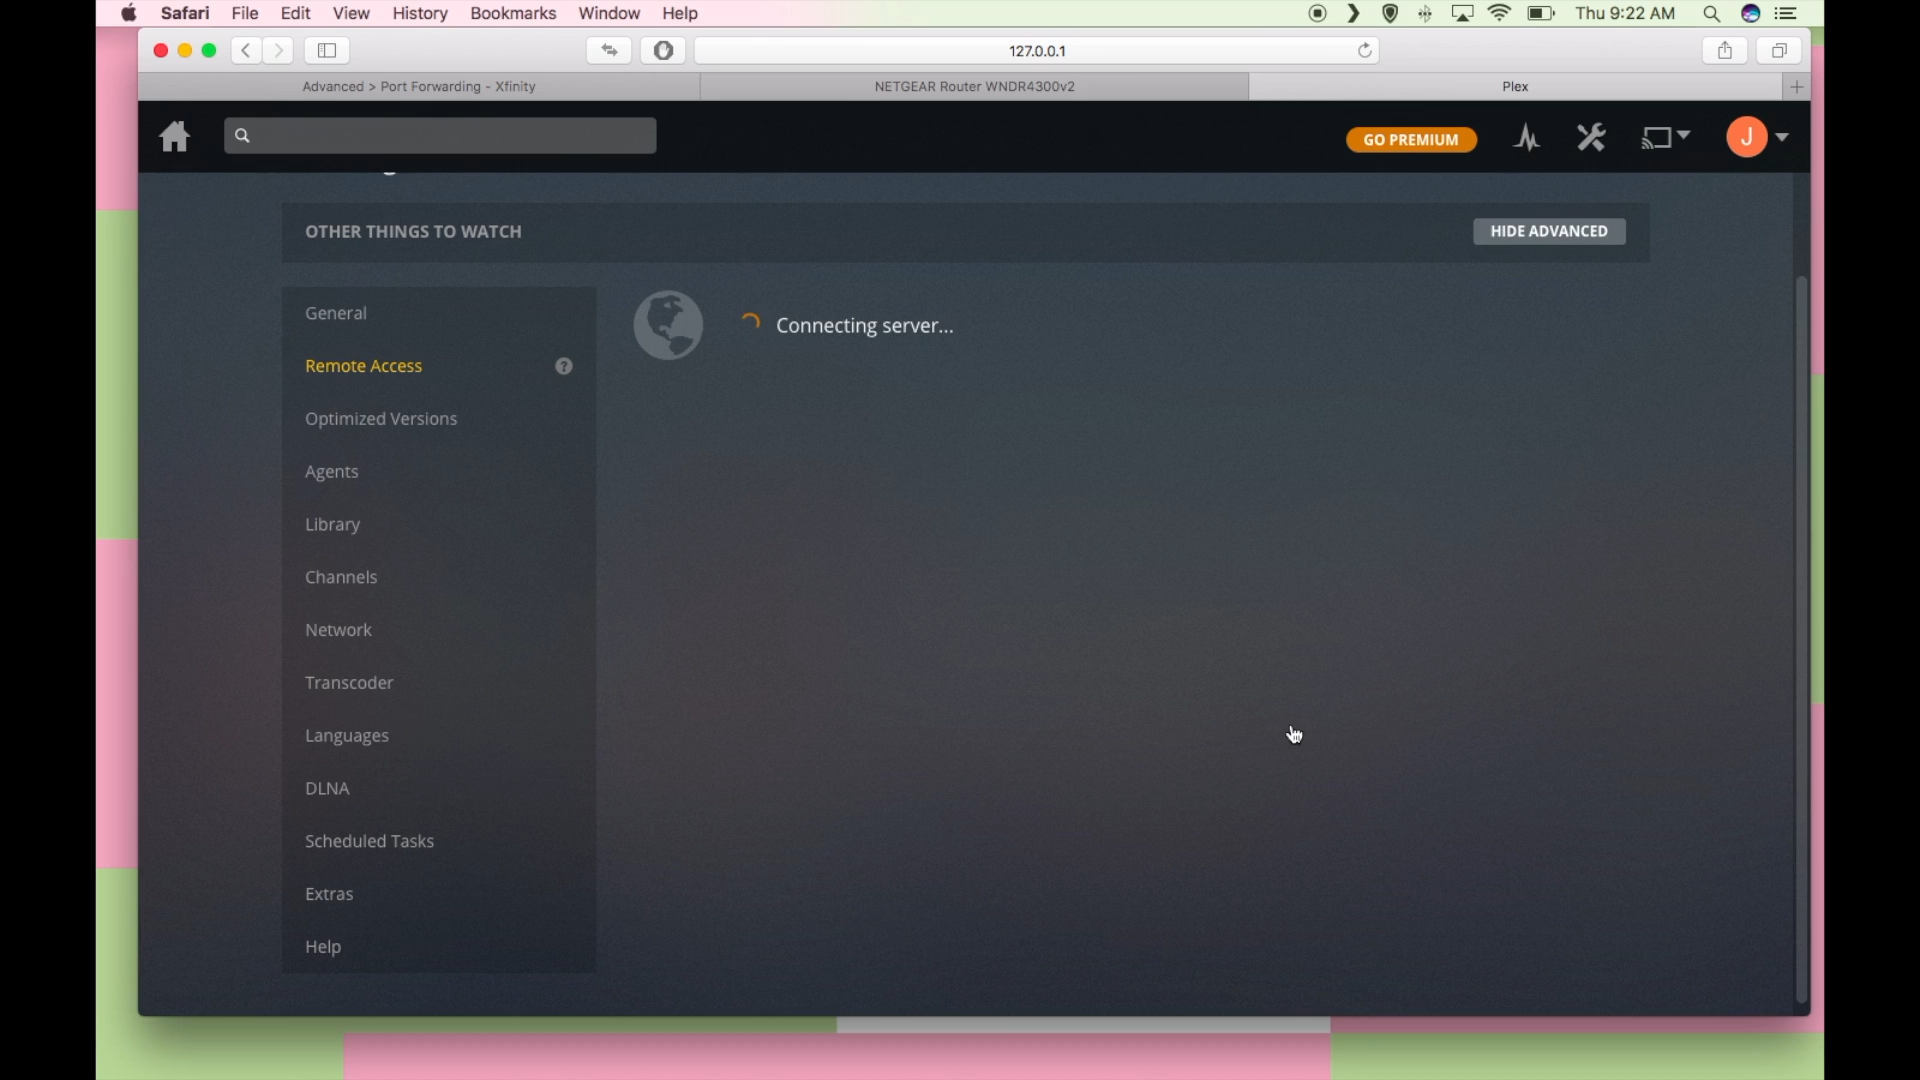 Safari File Edit View History Bookmarks Window Help Thu 9:22 AM
127.0.0.1
Advanced > Port Forwarding - Xfinity NETGEAR Router WNDR4300v2 Plex
GO PREMIUM J
OTHER THINGS TO WATCH HIDE ADVANCED
General
Connecting server...
Remote Access ?
Optimized Versions
Agents
Library
Channels
Network
Transcoder
Languages
DLNA
Scheduled Tasks
Extras
Help